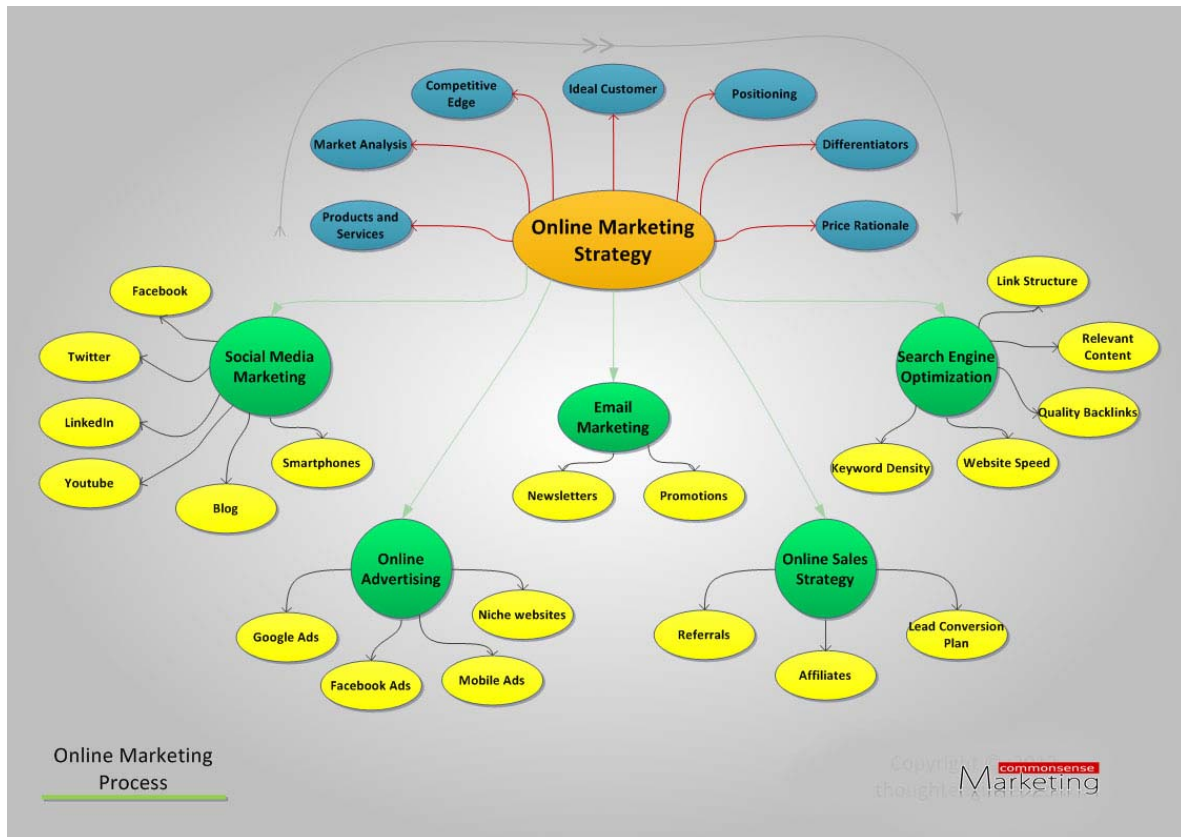 Competitive
Edge
Ideal Customer
Positioning
Market Analysis
Differentiators
Products and
Services
Online Marketing
Strategy
Price Rationale
Facebook
Twitter
LinkedIn
Youtube
Blog
Smartphones
Social Media
Marketing
Email
Marketing
Newsletters
Promotions
Search Engine
Optimization
Link Structure
Relevant
Content
Quality Backlinks
Website Speed
Keyword Density
Online
Advertising
Google Ads
Facebook Ads
Mobile Ads
Niche websites
Online Sales
Strategy
Referrals
Affiliates
Lead Conversion
Plan
Online Marketing
Process
Copyright
commonsense
Marketing